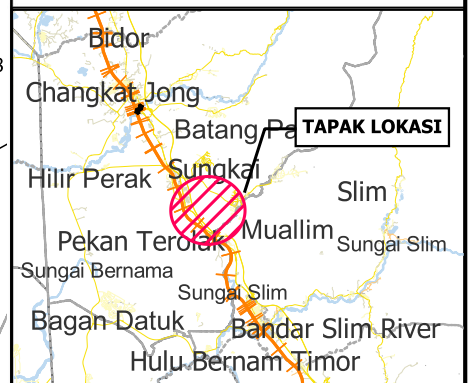 Bidor
3
Changkat Jong
Batang Pa
TAPAK LOKASI
Sungkai
Hilir Perak
Slim
Muallim
Pekan Terolak
Sungai Slim
Sungai Bernama
Sungai Slim
Bagan Datuk
Bandar Slim River
Hulu Bernam Timor